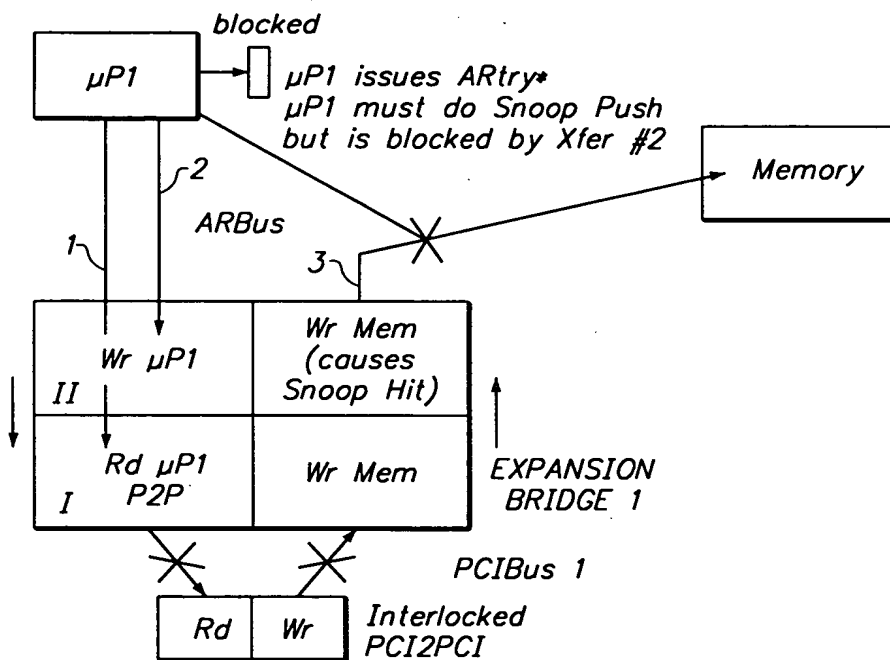 blocked
µP1
µP1 issues ARtry*
µP1 must do Snoop Push
but is blocked by Xfer #2
Memory
2
ARBus
1
3
Wr µP1
II
Wr Mem
(causes
Snoop Hit)
Rd µP1
P2P
I
Wr Mem
EXPANSION
BRIDGE 1
PCIBus 1
Rd
Wr
Interlocked
PCI2PCI